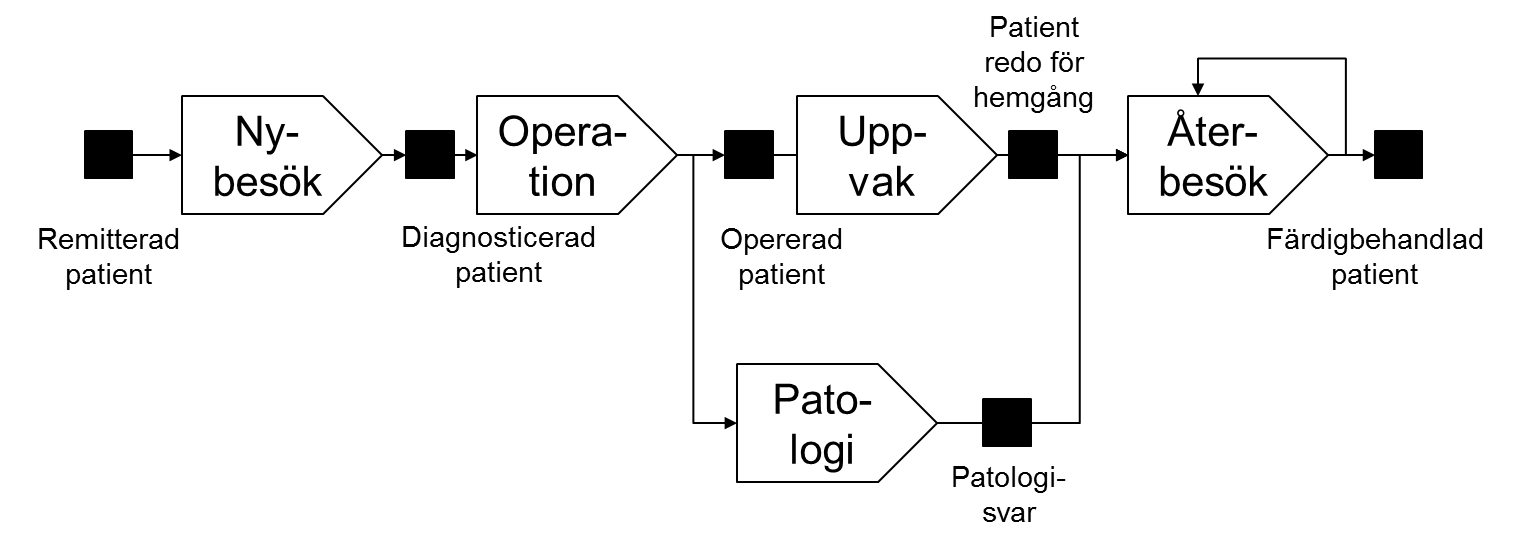 Patient
redo för
hemgång
Ny-
besök
Opera-
tion
Upp-
vak
Åter-
besök
Remitterad
patient
Diagnosticerad
patient
Opererad
patient
Färdigbehandlad
patient
Pato-
logi
Patologi-
svar